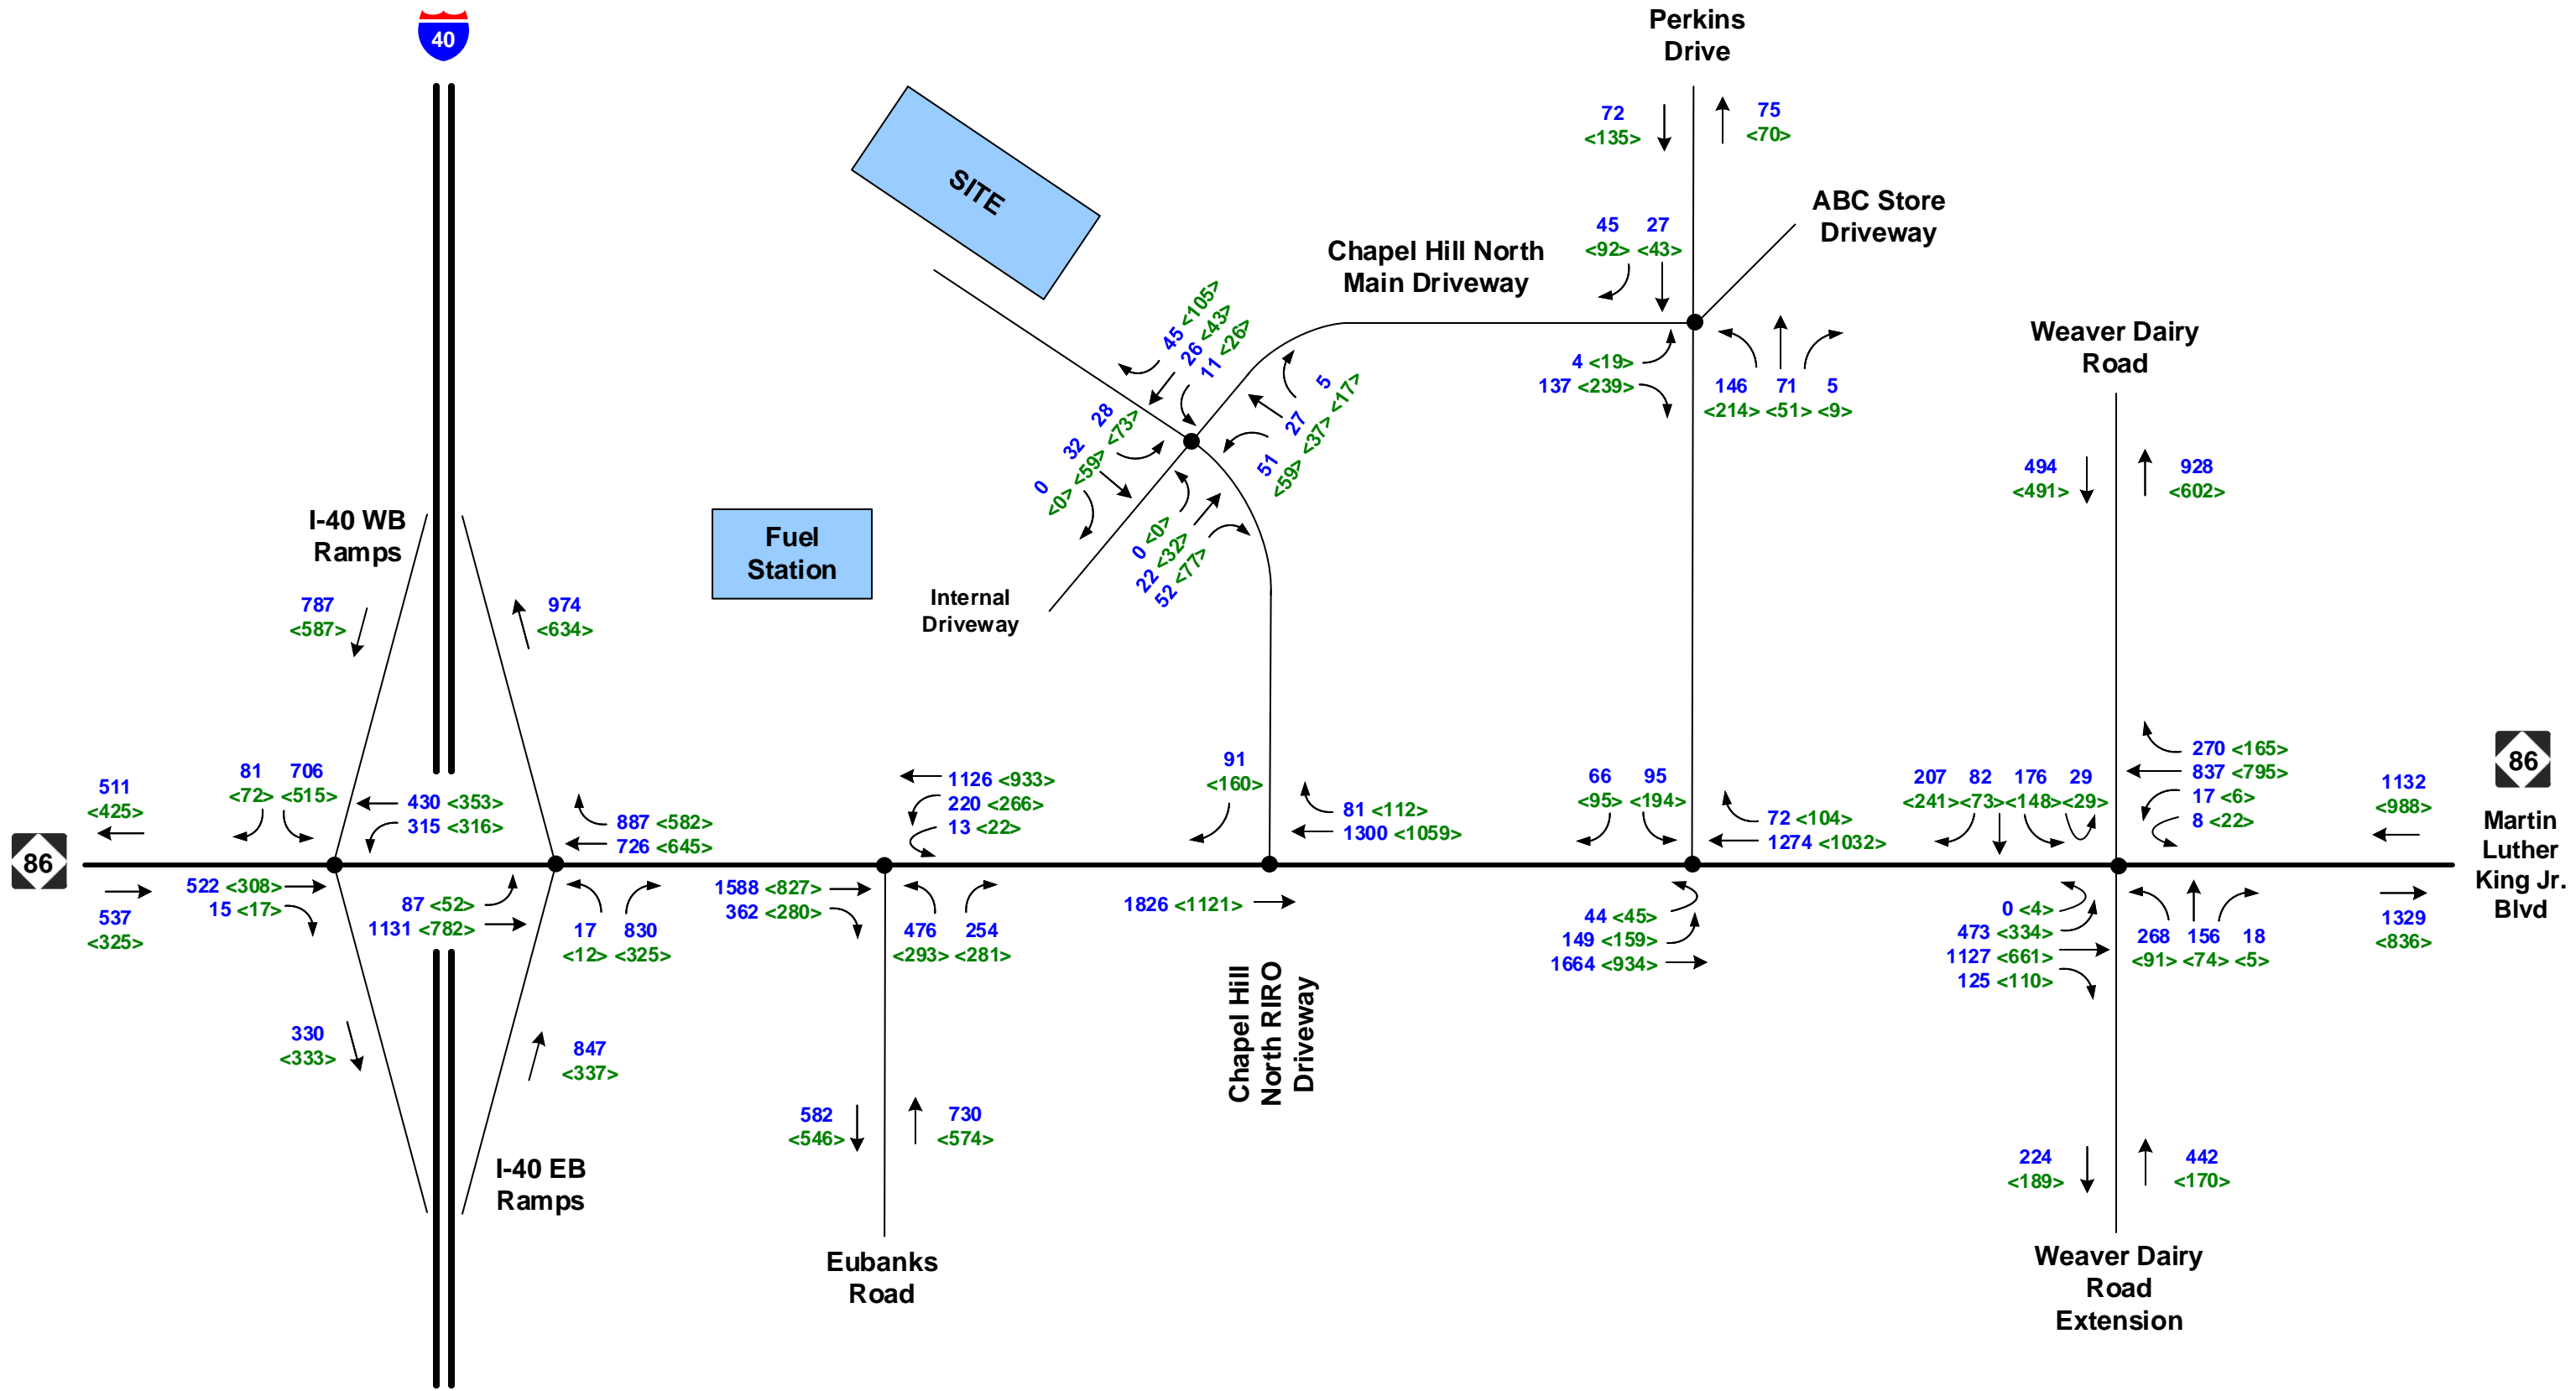 40
Perkins
Drive
72
<135>
75
<70>
SITE
ABC Store
Driveway
45 27
<92> <43>
Chapel Hill North
Main Driveway
45 <105>
26 <43>
11 <26>
4 <19>
137 <239>
146 71 5
<214> <51> <9>
Weaver Dairy
Road
28
<73>
32
<59>
0
<0>
5
<17>
27
<37>
51
<59>
0 <0>
22 <32>
52 <77>
494
<491>
928
<602>
I-40 WB
Ramps
Fuel
Station
Internal
Driveway
787
<587>
974
<634>
511
<425>
81 706
<72> <515>
430 <353>
315 <316>
887 <582>
726 <645>
1126 <933>
220 <266>
13 <22>
91
<160>
81 <112>
1300 <1059>
66 95
<95> <194>
72 <104>
1274 <1032>
207 82 176 29
<241> <73> <148> <29>
270 <165>
837 <795>
17 <6>
8 <22>
1132
<988>
86
86
Martin
Luther
King Jr.
Blvd
537
<325>
522 <308>
15 <17>
87 <52>
1131 <782>
17 830
<12> <325>
1588 <827>
362 <280>
476 254
<293> <281>
1826 <1121>
44 <45>
149 <159>
1664 <934>
0 <4>
473 <334>
1127 <661>
125 <110>
268 156 18
<91> <74> <5>
1329
<836>
Chapel Hill
North RIRO
Driveway
330
<333>
847
<337>
582
<546>
730
<574>
I-40 EB
Ramps
224
<189>
442
<170>
Eubanks
Road
Weaver Dairy
Road
Extension